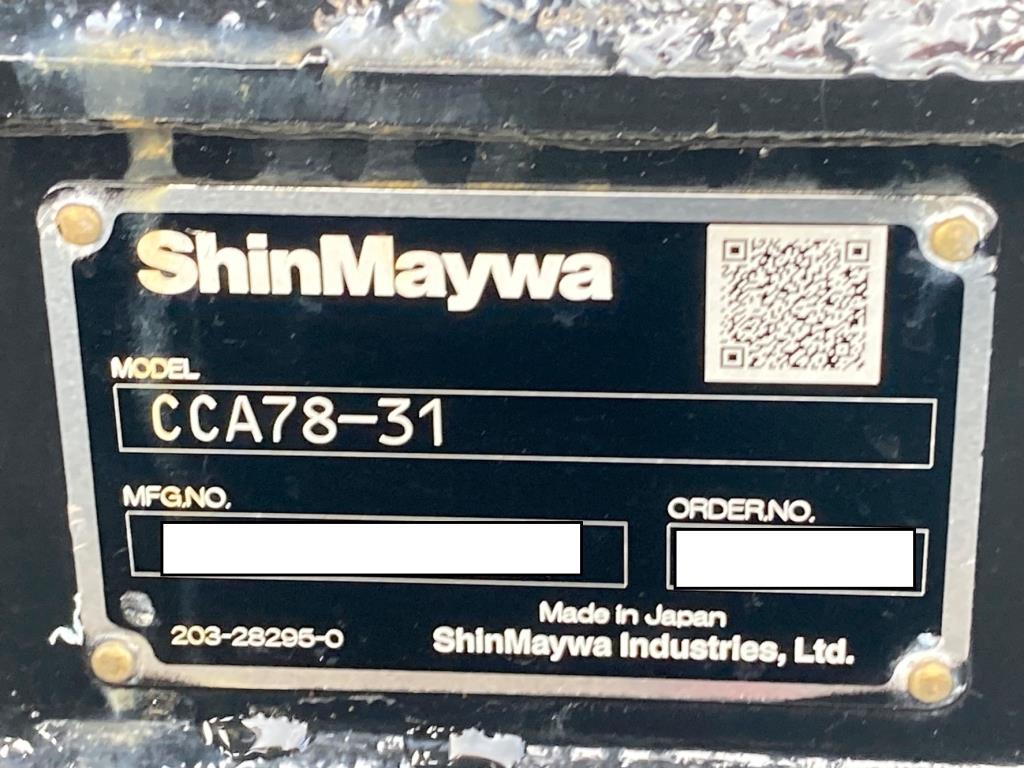 ShinMaywa
MODEL
CCA78-31
MFG.NO.
ORDER.NO.
Made in Japan
203-28295-0
ShinMaywa Industries, Ltd.